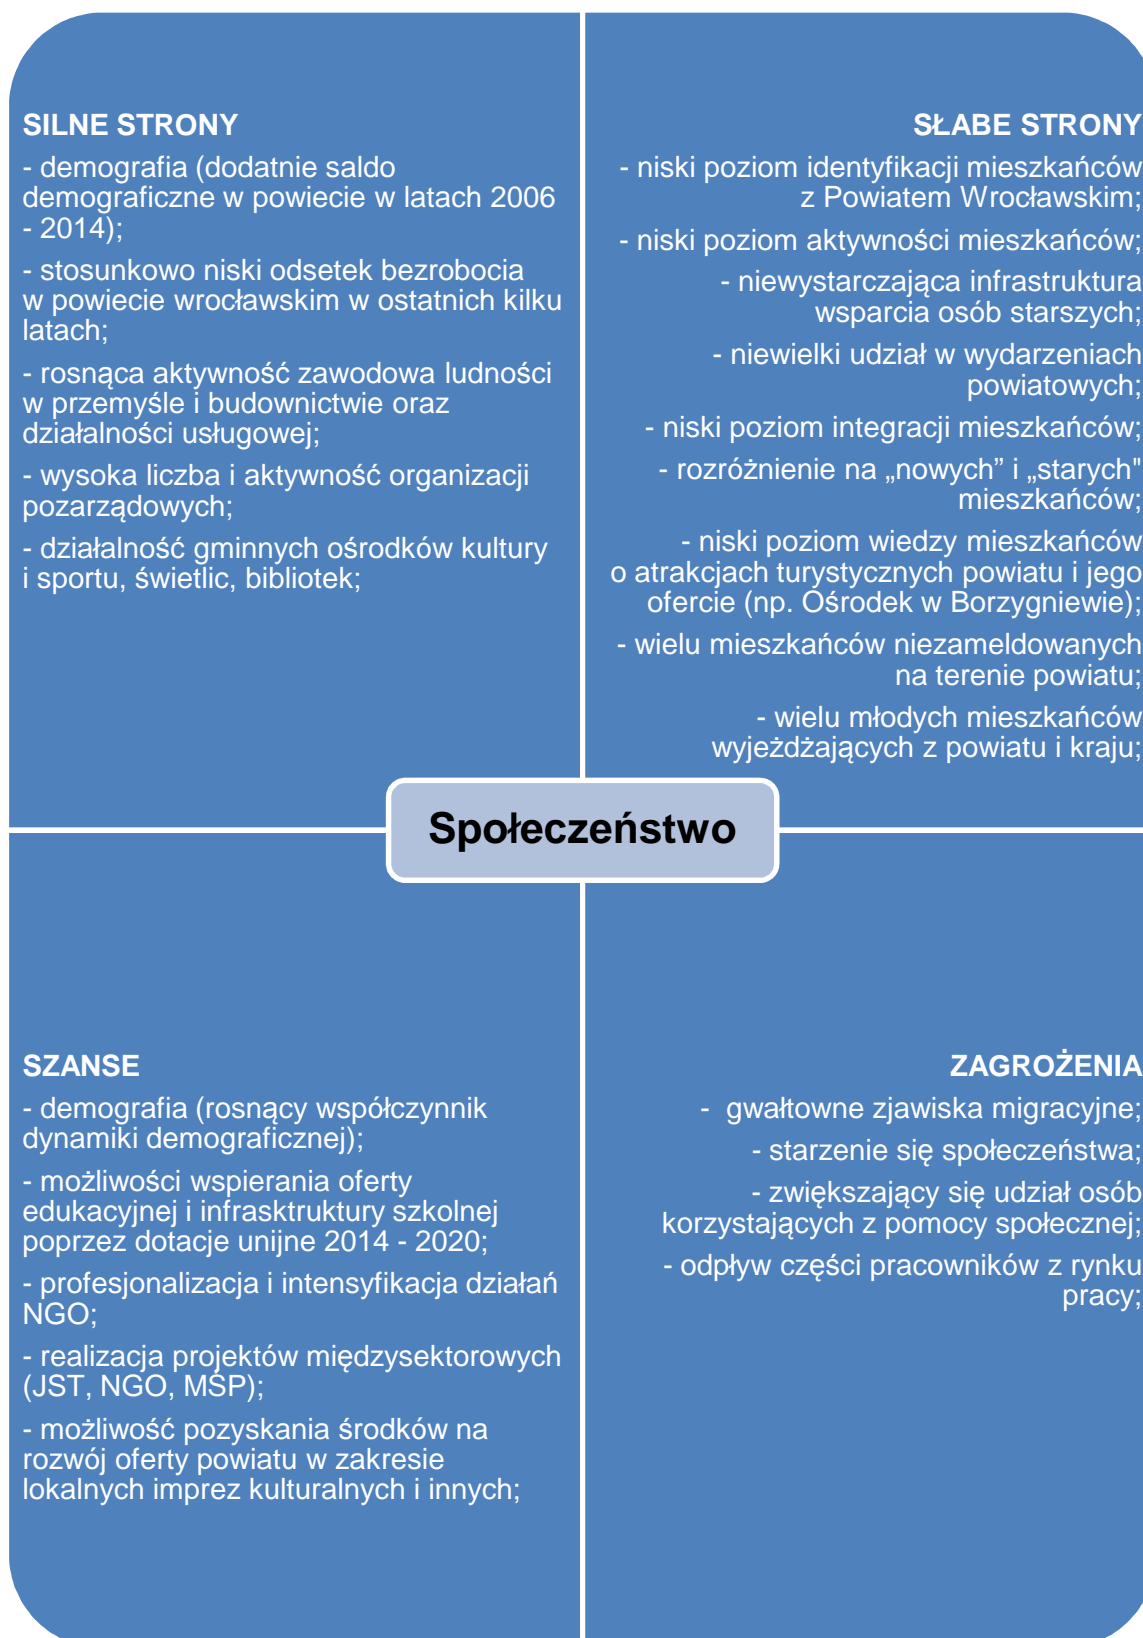 SILNE STRONY
- demografia (dodatnie saldo
demograficzne w powiecie w latach 2006
- 2014);
- stosunkowo niski odsetek bezrobocia
w powiecie wrocławskim w ostatnich kilku
latach;
- rosnąca aktywność zawodowa ludności
w przemyśle i budownictwie oraz
działalności usługowej;
- wysoka liczba i aktywność organizacji
pozarządowych;
- działalność gminnych ośrodków kultury
i sportu, świetlic, bibliotek;
SŁABE STRONY
- niski poziom identyfikacji mieszkańców
z Powiatem Wrocławskim;
- niski poziom aktywności mieszkańców;
- niewystarczająca infrastruktura
wsparcia osób starszych;
- niewielki udział w wydarzeniach
powiatowych;
- niski poziom integracji mieszkańców;
- rozróżnienie na „nowych” i „starych"
mieszkańców;
- niski poziom wiedzy mieszkańców
o atrakcjach turystycznych powiatu i jego
ofercie (np. Ośrodek w Borzygniewie);
- wielu mieszkańców niezameldowanych
na terenie powiatu;
- wielu młodych mieszkańców
wyjeżdżających z powiatu i kraju;
Społeczeństwo
SZANSE
- demografia (rosnący współczynnik
dynamiki demograficznej);
- możliwości wspierania oferty
edukacyjnej i infrasktruktury szkolnej
poprzez dotacje unijne 2014 - 2020;
- profesjonalizacja i intensyfikacja działań
NGO;
- realizacja projektów międzysektorowych
(JST, NGO, MŚP);
- możliwość pozyskania środków na
rozwój oferty powiatu w zakresie
lokalnych imprez kulturalnych i innych;
ZAGROŻENIA
- gwałtowne zjawiska migracyjne;
- starzenie się społeczeństwa;
- zwiększający się udział osób
korzystających z pomocy społecznej;
- odpływ części pracowników z rynku
pracy;